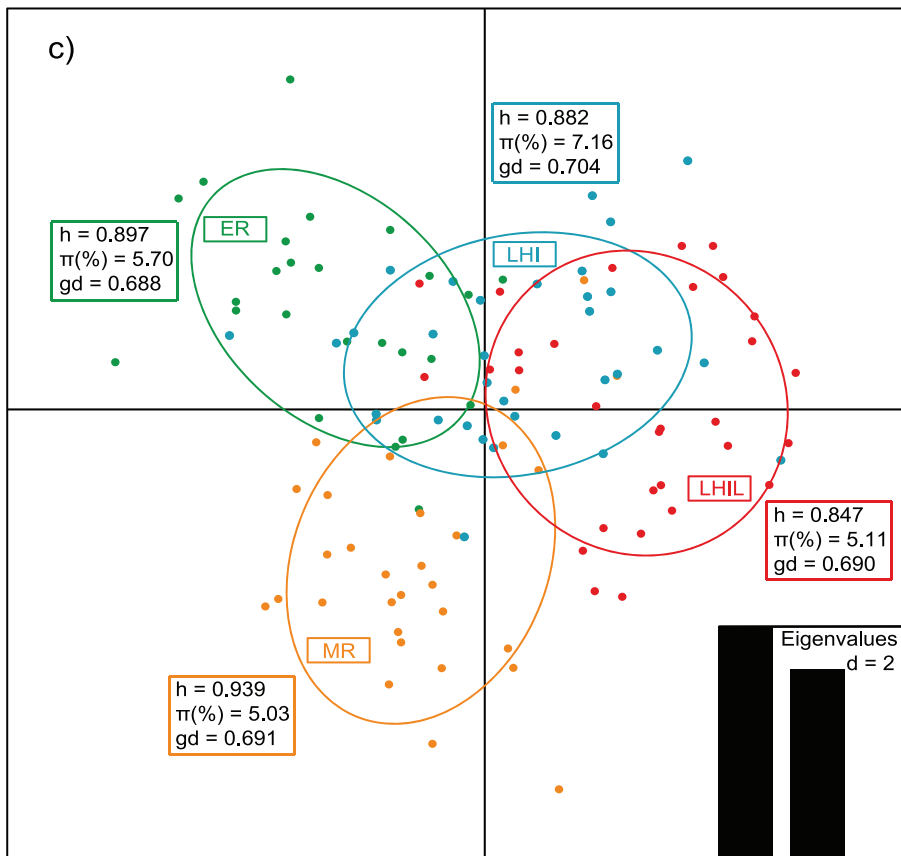 c)
h = 0.882
π(%) = 7.16
gd = 0.704
ER
h = 0.897
π(%) = 5.70
gd = 0.688
LHI
LHIL
h = 0.847
π(%) = 5.11
gd = 0.690
MR
h = 0.939
π(%) = 5.03
gd = 0.691
Eigenvalues
d = 2